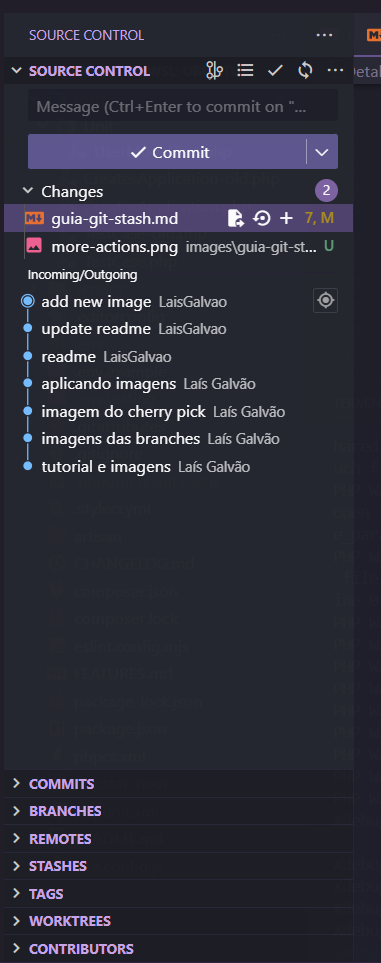 SOURCE CONTROL
SOURCE CONTROL
Message (Ctrl+Enter to commit on "...
Commit
Changes 2
guia-git-stash.md 7, M
more-actions.png images\guia-git-st... U
Incoming/Outgoing
add new image LaisGalvao
update readme LaisGalvao
readme LaisGalvao
aplicando imagens Laís Galvão
imagem do cherry pick Laís Galvão
imagens das branches Laís Galvão
tutorial e imagens Laís Galvão
COMMITS
BRANCHES
REMOTES
STASHES
TAGS
WORKTREES
CONTRIBUTORS